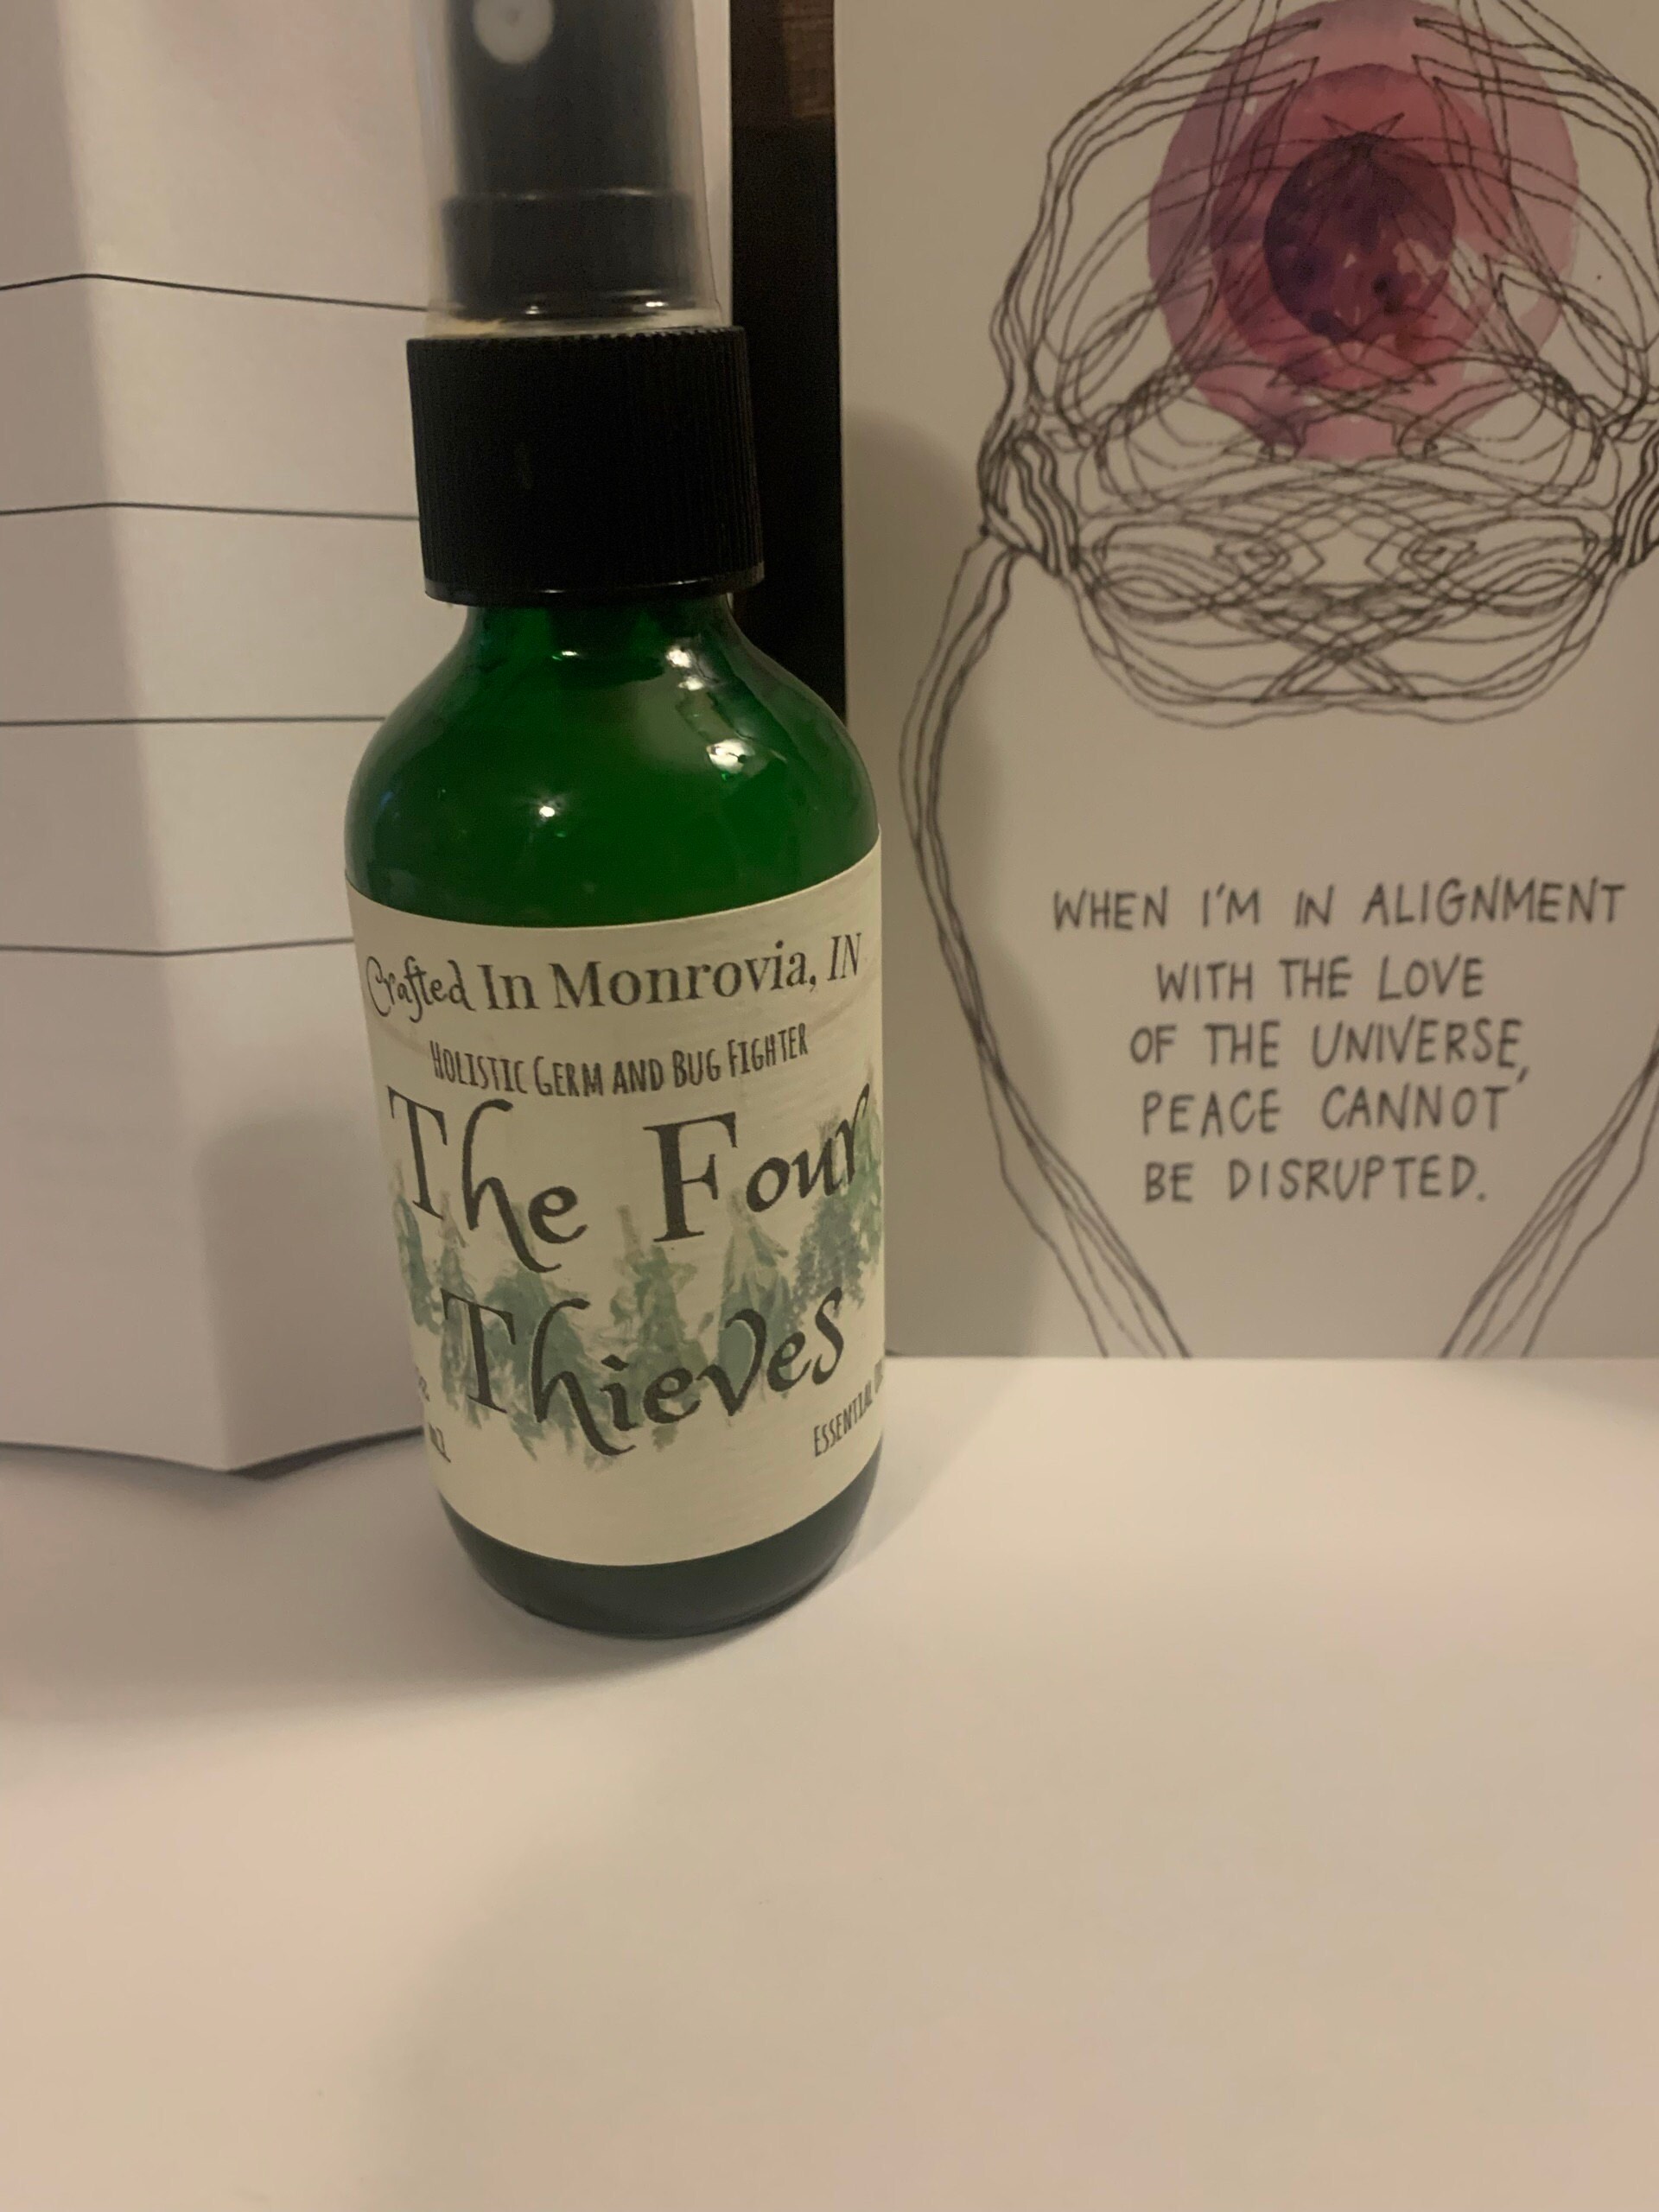 Crafted In Monrovia, IN
Holistic Germ and Bug Fighter
The Four
Thieves
Essential
WHEN I'M IN ALIGNMENT
WITH THE LOVE
OF THE UNIVERSE,
PEACE CANNOT
BE DISRUPTED.